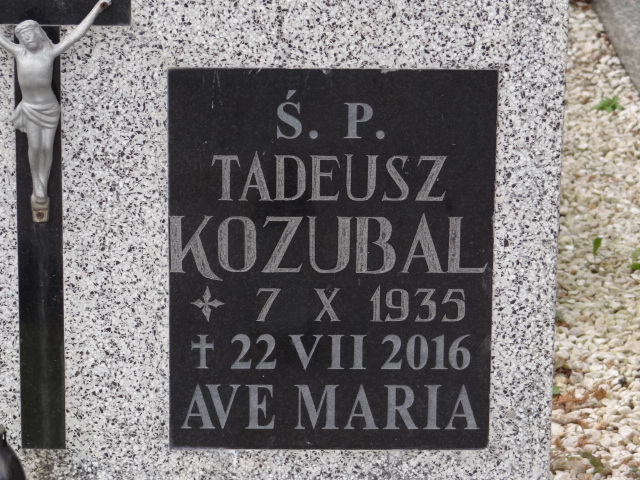 Ś. P.
TADEUSZ
KOZUBAL
7 X 1935
† 22 VII 2016
AVE MARIA